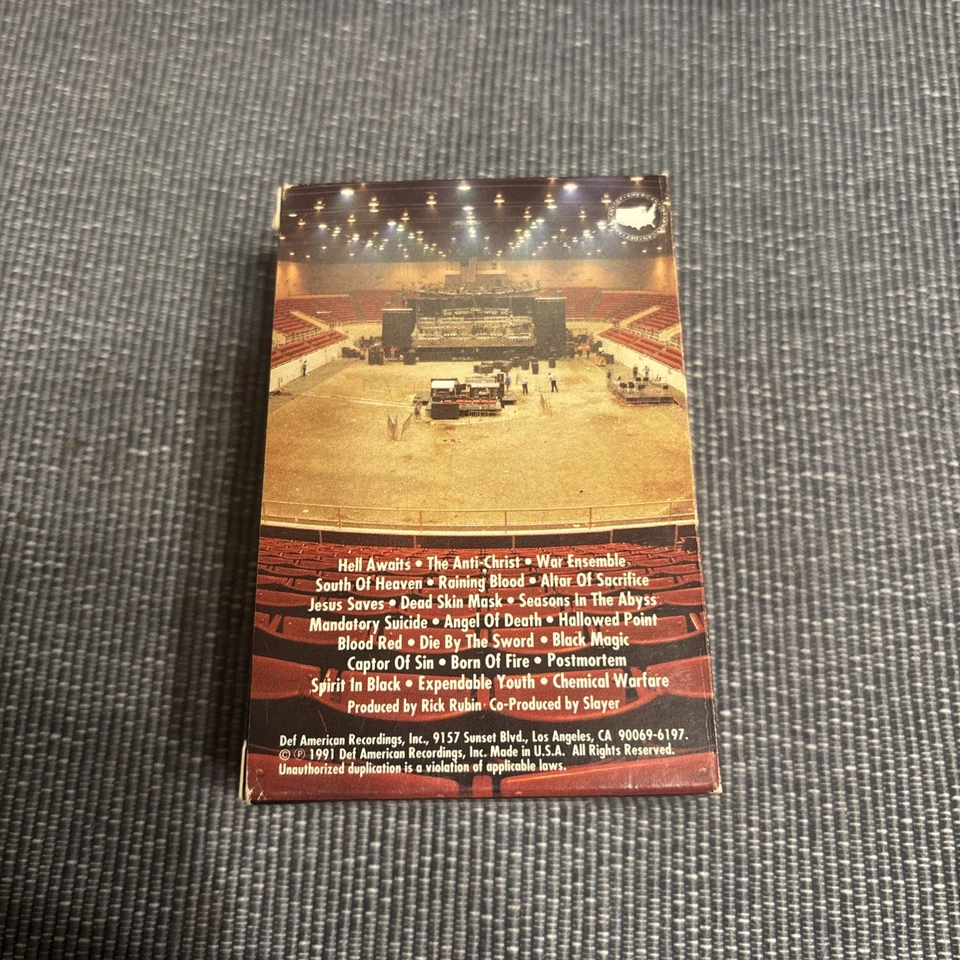 Hell Awaits • The Anti-Christ • War Ensemble
South Of Heaven • Raining Blood • Altar Of Sacrifice
Jesus Saves • Dead Skin Mask • Seasons In The Abyss
Mandatory Suicide • Angel Of Death • Hallowed Point
Blood Red • Die By The Sword • Black Magic
Captor Of Sin • Born Of Fire • Postmortem
Spirit In Black • Expendable Youth • Chemical Warfare
Produced by Rick Rubin · Co-Produced by Slayer
Def American Recordings, Inc., 9157 Sunset Blvd., Los Angeles, CA 90069-6197.
© ℗ 1991 Def American Recordings, Inc. Made in U.S.A. All Rights Reserved.
Unauthorized duplication is a violation of applicable laws.